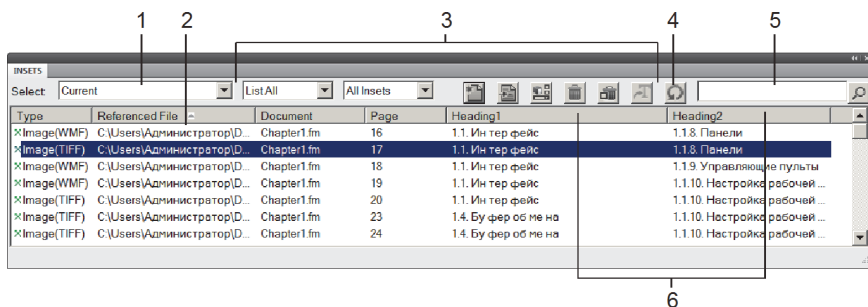 1 2 3 4 5
INSETS
Select: Current List All All Insets
Type Referenced File Document Page Heading1 Heading2
Image(WMF) C:\Users\Администратор\D... Chapter1.fm 16 1.1. Ин тер фейс 1.1.8. Панели
Image(TIFF) C:\Users\Администратор\D... Chapter1.fm 17 1.1. Ин тер фейс 1.1.8. Панели
Image(WMF) C:\Users\Администратор\D... Chapter1.fm 18 1.1. Ин тер фейс 1.1.9. Управляющие пульты
Image(WMF) C:\Users\Администратор\D... Chapter1.fm 19 1.1. Ин тер фейс 1.1.10. Настройка рабочей ...
Image(TIFF) C:\Users\Администратор\D... Chapter1.fm 20 1.1. Ин тер фейс 1.1.10. Настройка рабочей ...
Image(TIFF) C:\Users\Администратор\D... Chapter1.fm 23 1.4. Бу фер об ме на 1.1.10. Настройка рабочей ...
Image(TIFF) C:\Users\Администратор\D... Chapter1.fm 24 1.4. Бу фер об ме на 1.1.10. Настройка рабочей ...
6